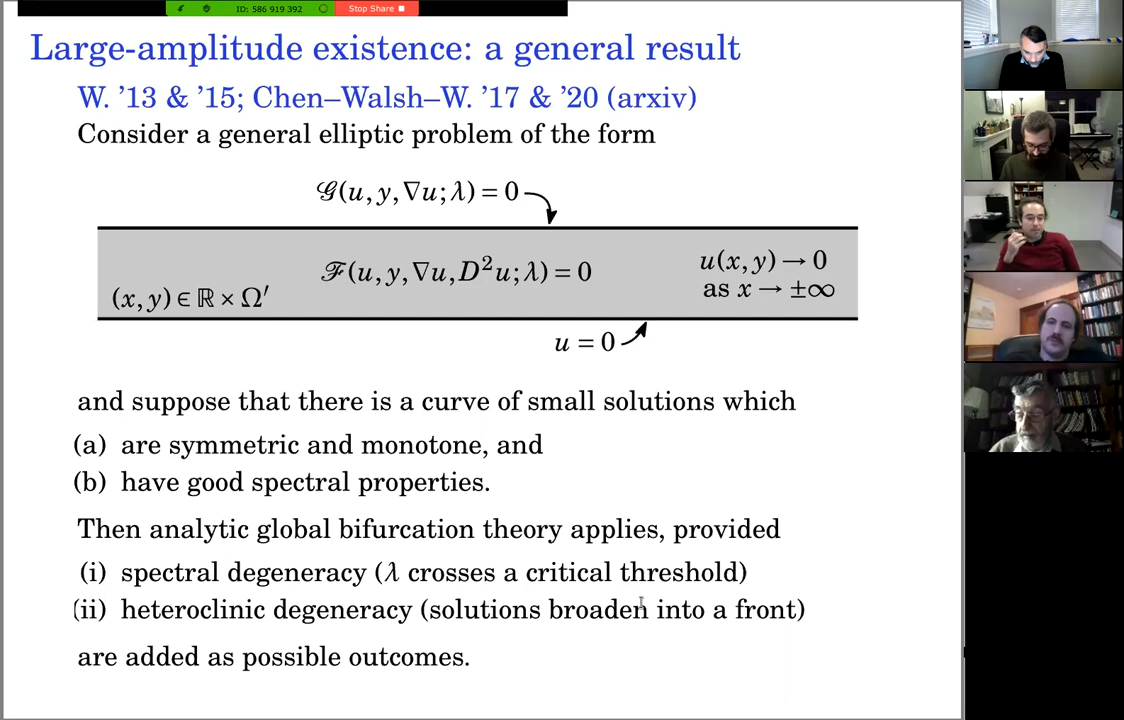 ID: 586 919 392 Stop Share
Large-amplitude existence: a general result
W. ’13 & ’15; Chen–Walsh–W. ’17 & ’20 (arxiv)
Consider a general elliptic problem of the form
𝒢(u, y, ∇u; λ) = 0
ℱ(u, y, ∇u, D²u; λ) = 0
u(x, y) → 0
as x → ±∞
(x, y) ∈ ℝ × Ω′
u = 0
and suppose that there is a curve of small solutions which
(a) are symmetric and monotone, and
(b) have good spectral properties.
Then analytic global bifurcation theory applies, provided
(i) spectral degeneracy (λ crosses a critical threshold)
(ii) heteroclinic degeneracy (solutions broaden into a front)
are added as possible outcomes.